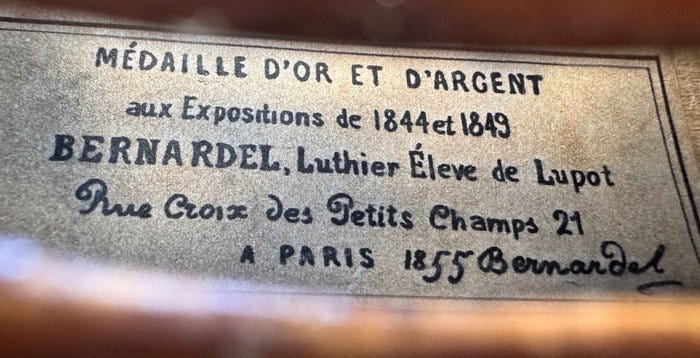 MÉDAILLE D'OR ET D'ARGENT
aux Expositions de 1844 et 1849
BERNARDEL, Luthier Éleve de Lupot
Rue Croix des Petits Champs 21
A PARIS 1855 Bernardel